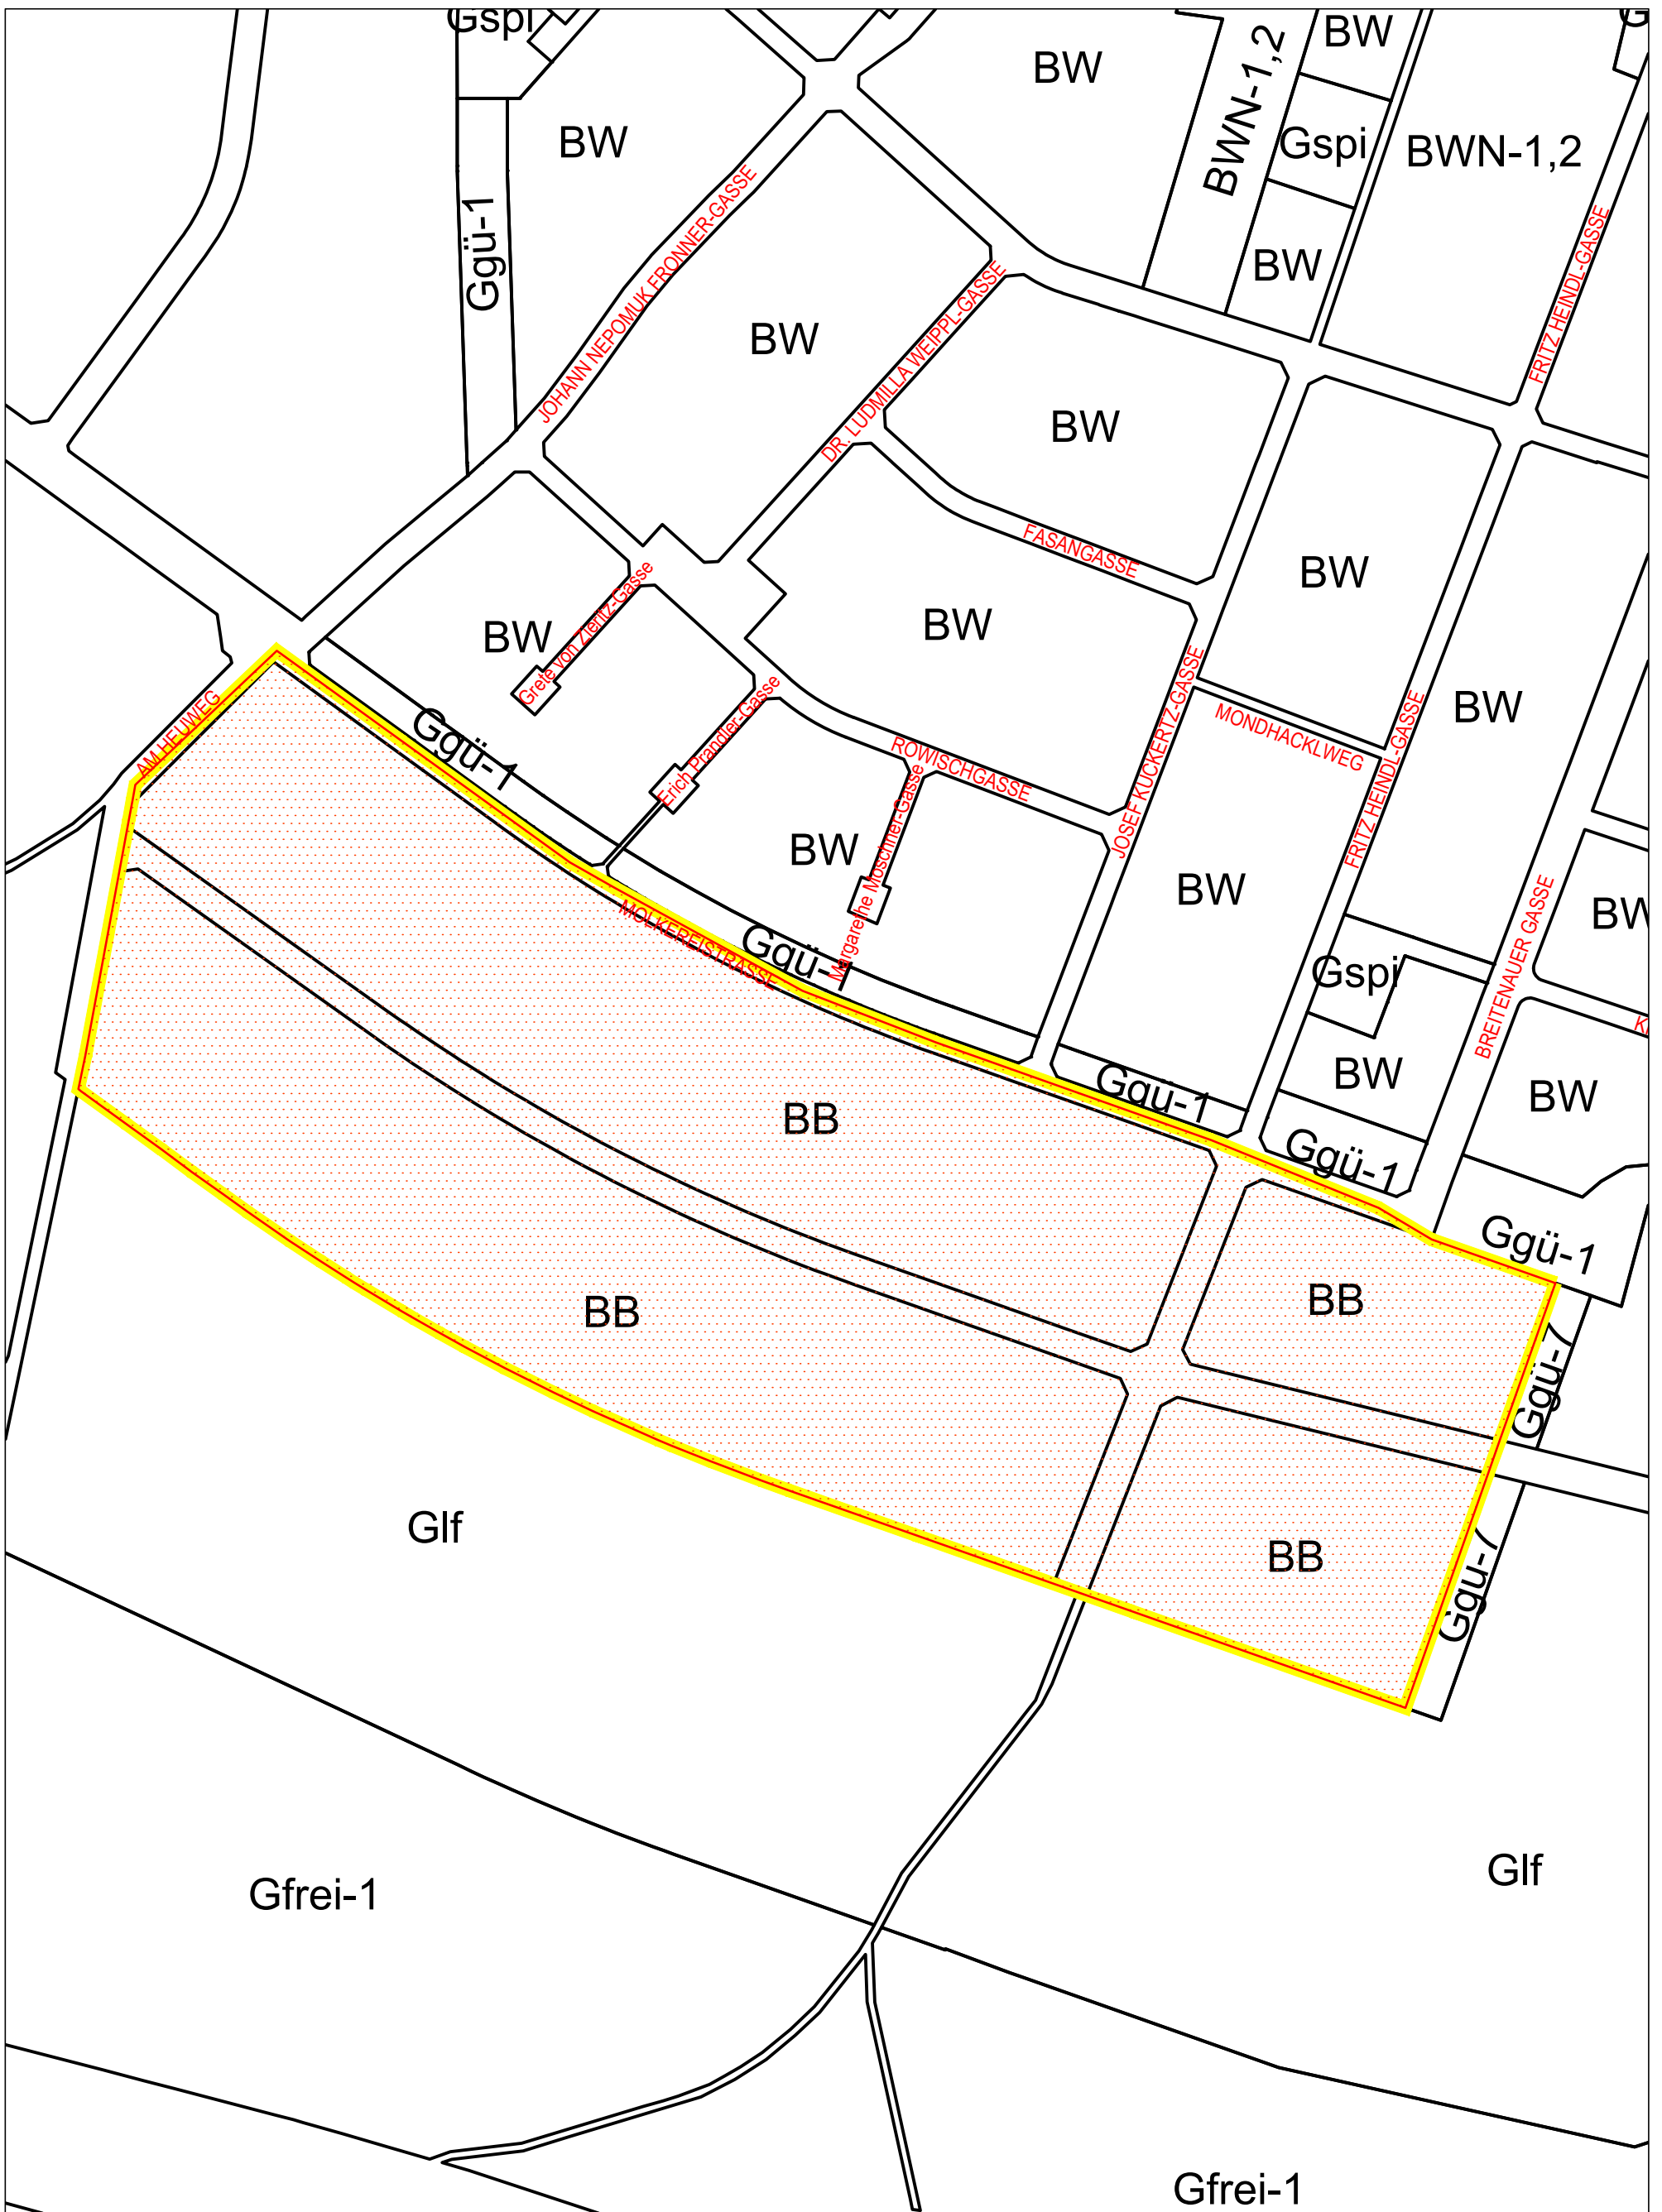 Gspi
BW
BW
BWN-1,2
BW
Gspi
BWN-1,2
BW
Ggü-1
JOHANN NEPOMUK FRONNER-GASSE
FRITZ HEINDL-GASSE
BW
DR. LUDMILLA WEIPPL-GASSE
BW
FASANGASSE
BW
BW
Grete von Zieritz-Gasse
BW
JOSEF KUCKERTZ-GASSE
AM HEUWEG
Ggü-1
Erich Prandler-Gasse
ROWISCHGASSE
MONDHACKLWEG
FRITZ HEINDL-GASSE
BW
BW
Margarethe Moschner-Gasse
BW
BREITENAUER GASSE
BW
MOLKEREISTRASSE
Ggü-1
Gspi
BW
BW
Ggü-1
Ggü-1
BB
Ggü-1
BB
BB
Ggü-7
Glf
BB
Ggü-7
Glf
Gfrei-1
Gfrei-1